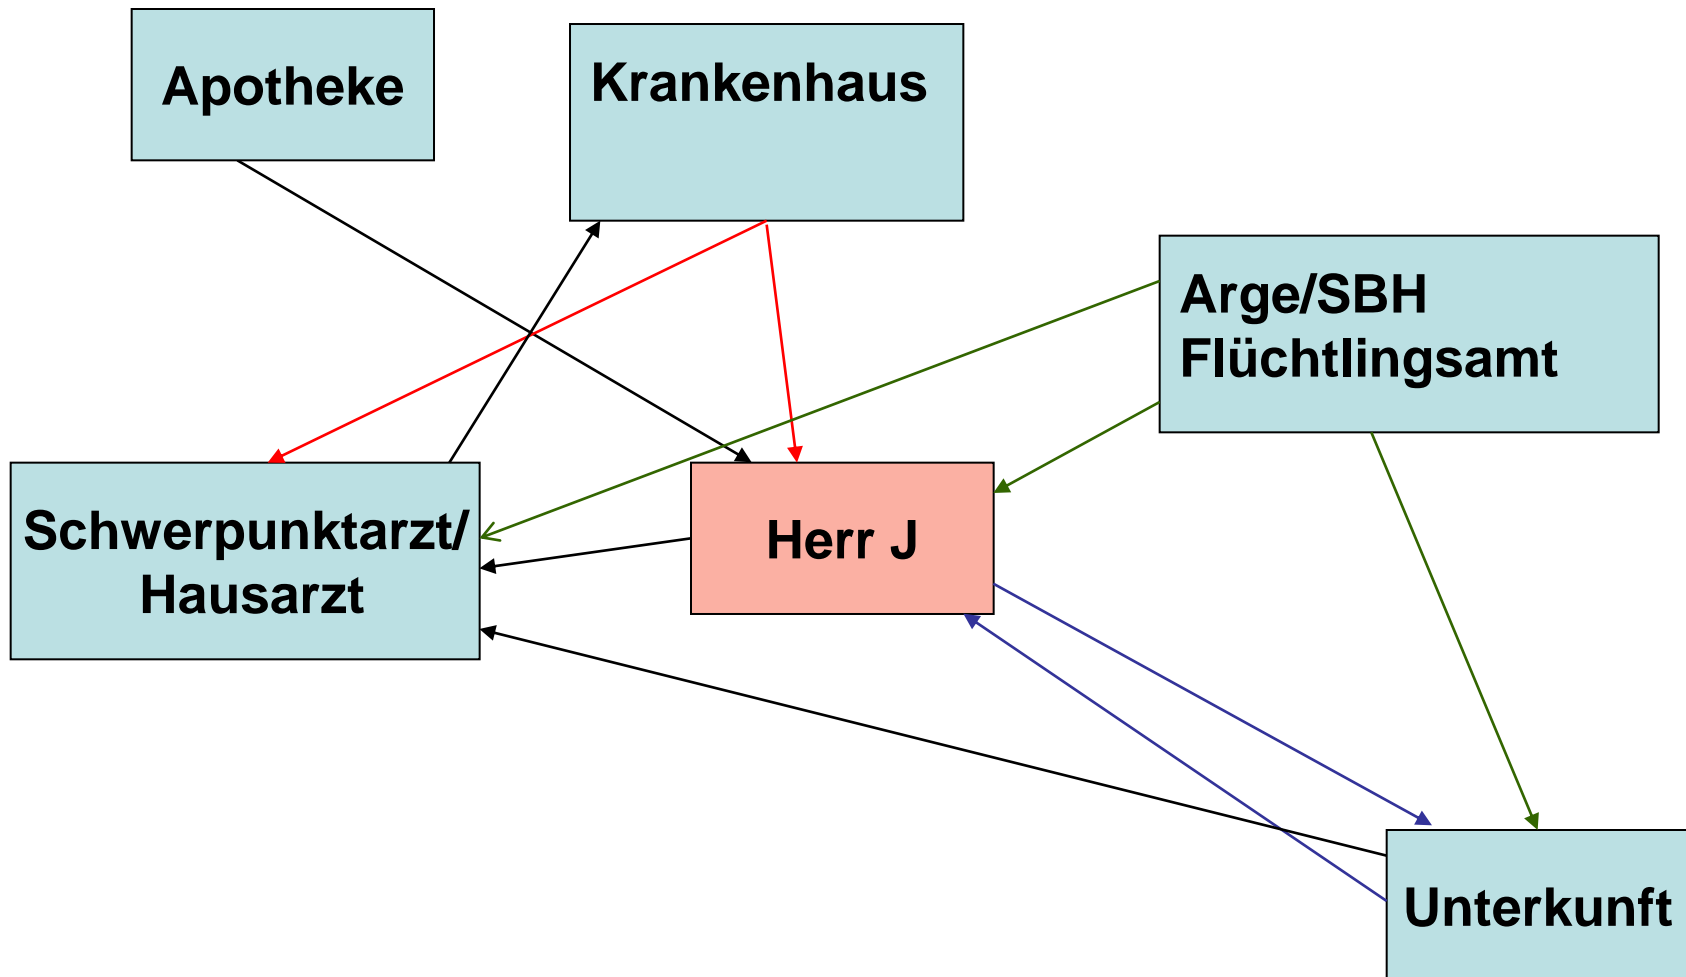 Apotheke
Krankenhaus
Arge/SBH
Flüchtlingsamt
Schwerpunktarzt/
Hausarzt
Herr J
Unterkunft